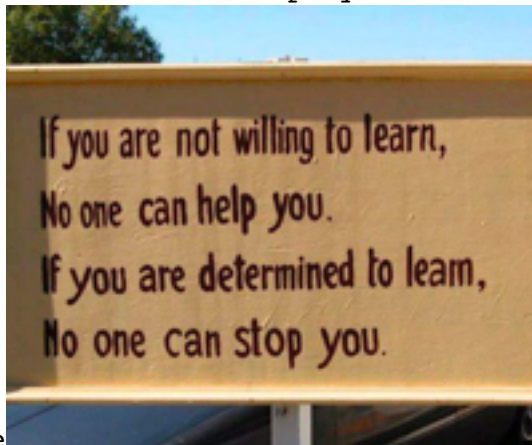 If you are not willing to learn,
No one can help you.
If you are determined to learn,
No one can stop you.